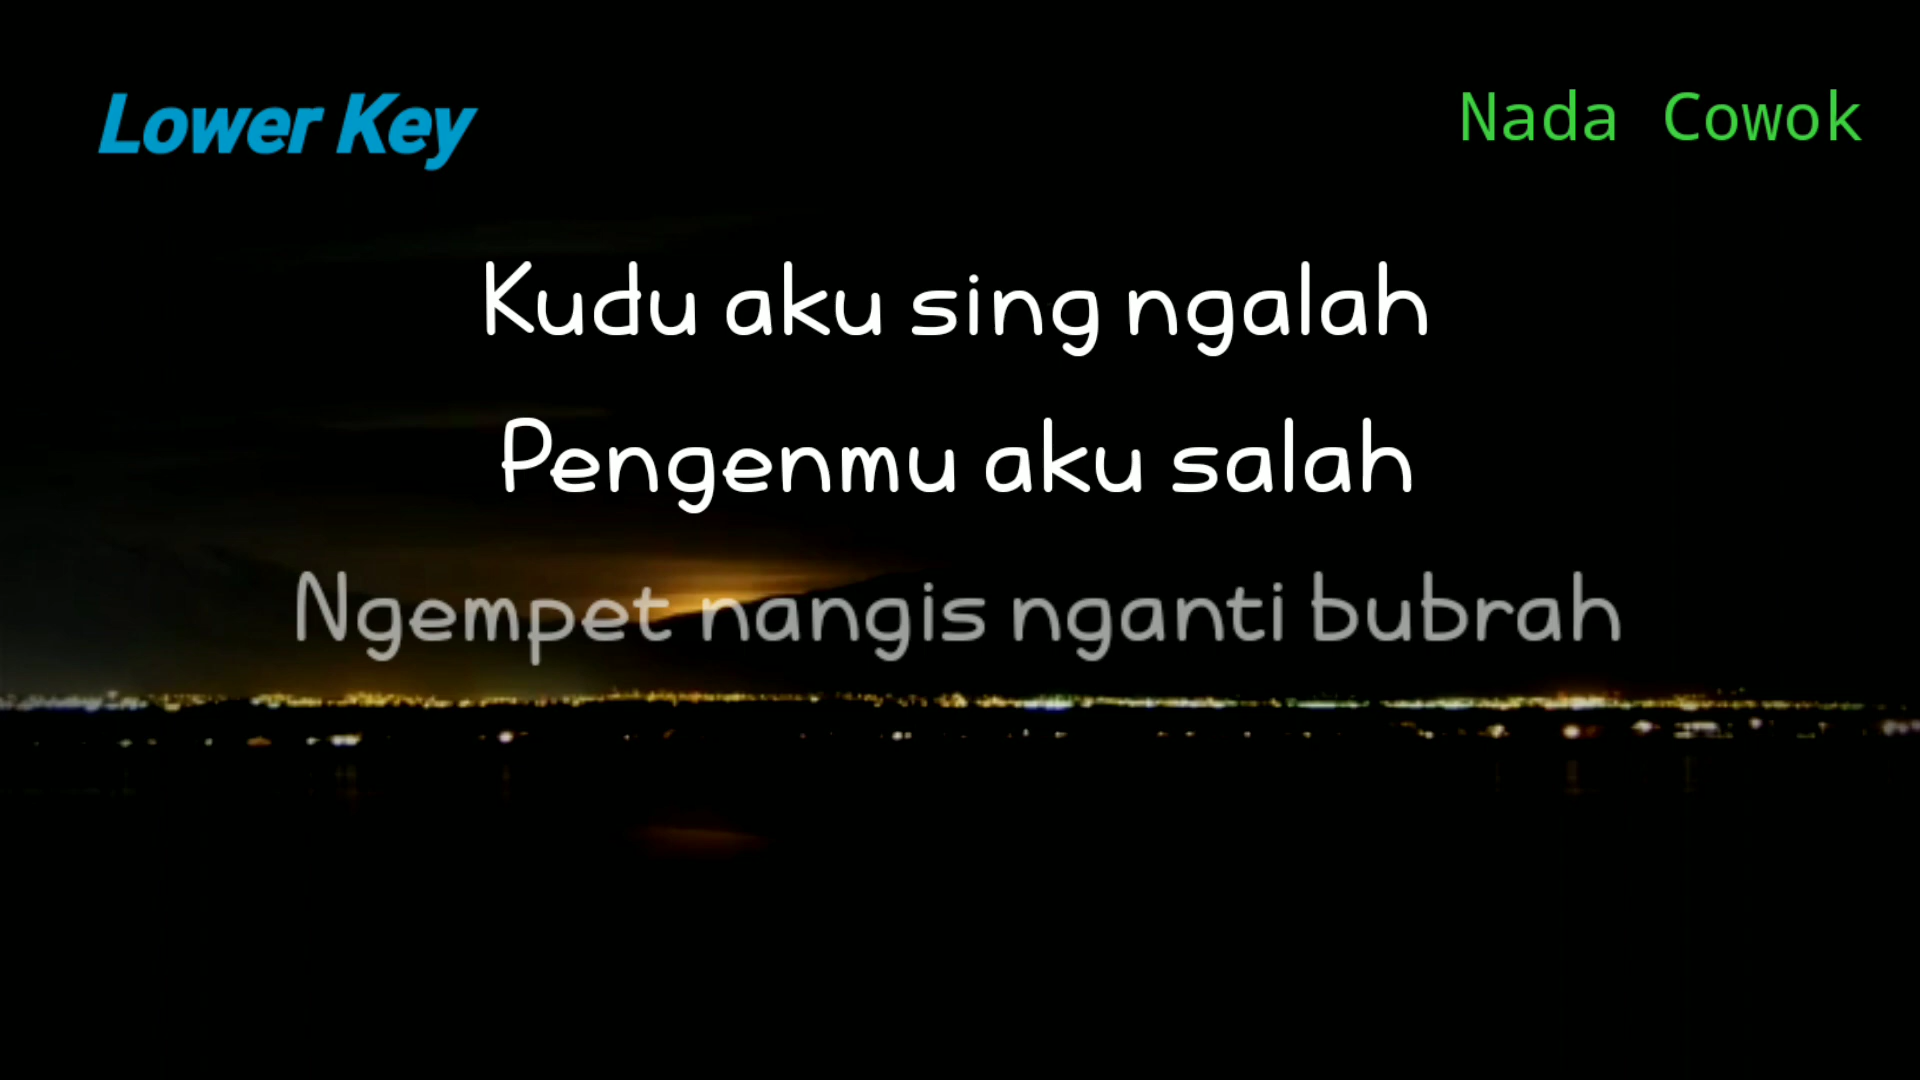 Lower Key
Nada Cowok
Kudu aku sing ngalah
Pengenmu aku salah
Ngempet nangis nganti bubrah